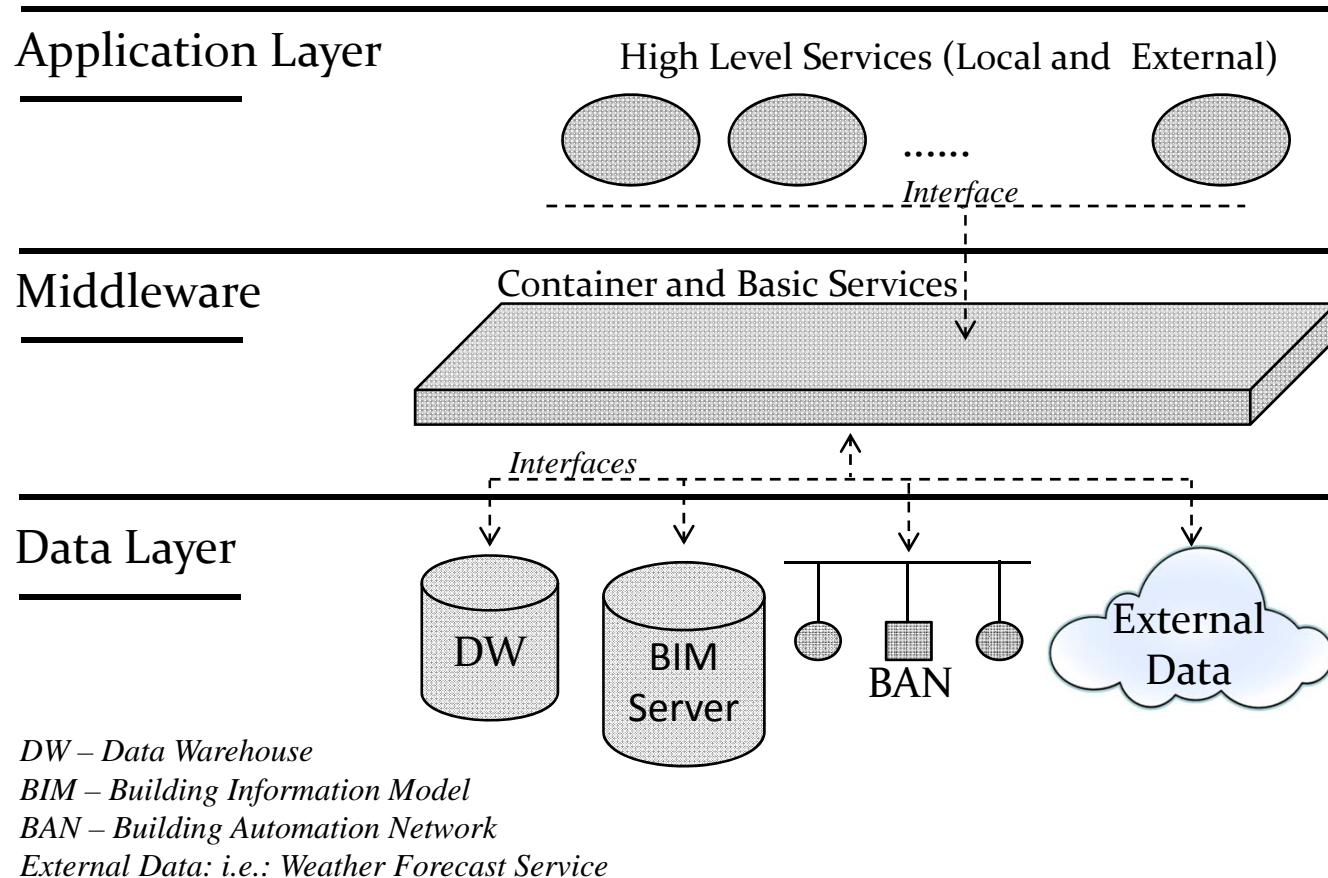 Application Layer
High Level Services (Local and External)
......
Interface
Middleware
Container and Basic Services
Interfaces
Data Layer
DW
BIM
Server
BAN
External
Data
DW – Data Warehouse
BIM – Building Information Model
BAN – Building Automation Network
External Data: i.e.: Weather Forecast Service